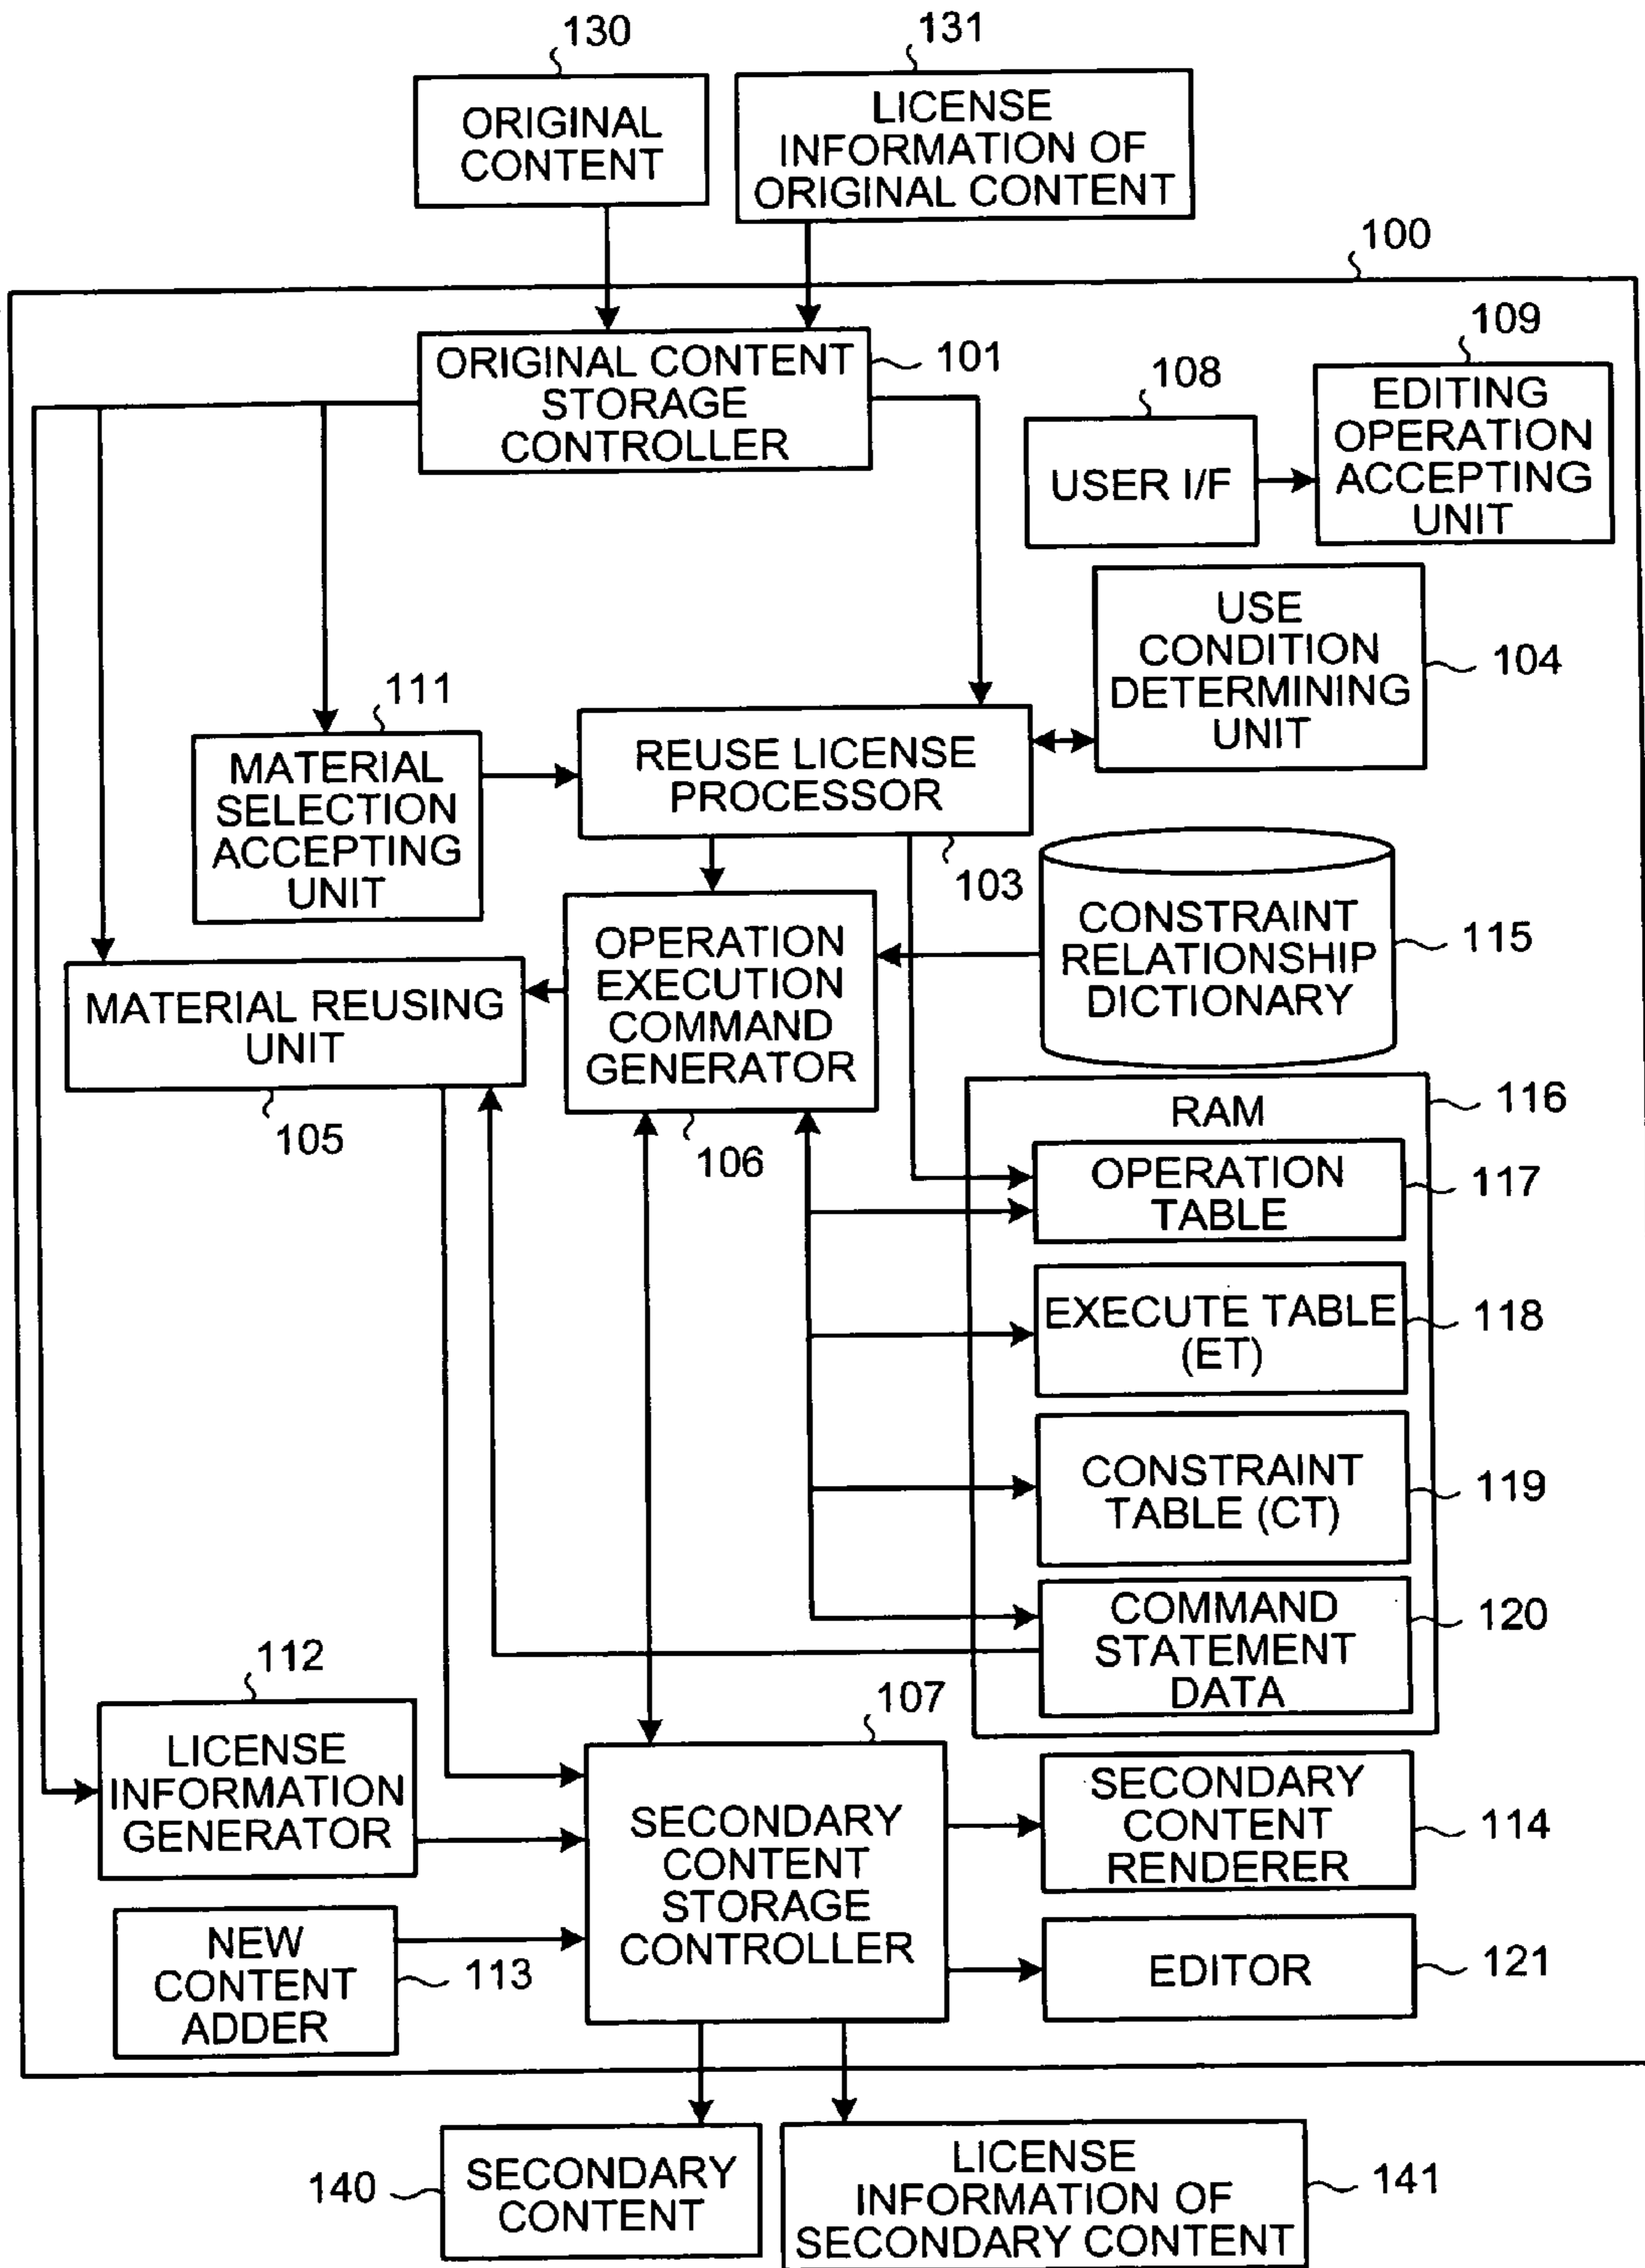 130
131
ORIGINAL
CONTENT
LICENSE
INFORMATION OF
ORIGINAL CONTENT
100
ORIGINAL CONTENT
STORAGE
CONTROLLER
101
108
USER I/F
109
EDITING
OPERATION
ACCEPTING
UNIT
USE
CONDITION
DETERMINING
UNIT
104
111
MATERIAL
SELECTION
ACCEPTING
UNIT
REUSE LICENSE
PROCESSOR
103
CONSTRAINT
RELATIONSHIP
DICTIONARY
115
OPERATION
EXECUTION
COMMAND
GENERATOR
106
MATERIAL REUSING
UNIT
105
RAM
116
OPERATION
TABLE
117
EXECUTE TABLE
(ET)
118
CONSTRAINT
TABLE (CT)
119
COMMAND
STATEMENT
DATA
120
112
LICENSE
INFORMATION
GENERATOR
107
SECONDARY
CONTENT
STORAGE
CONTROLLER
SECONDARY
CONTENT
RENDERER
114
NEW
CONTENT
ADDER
113
EDITOR
121
140
SECONDARY
CONTENT
LICENSE
INFORMATION OF
SECONDARY CONTENT
141